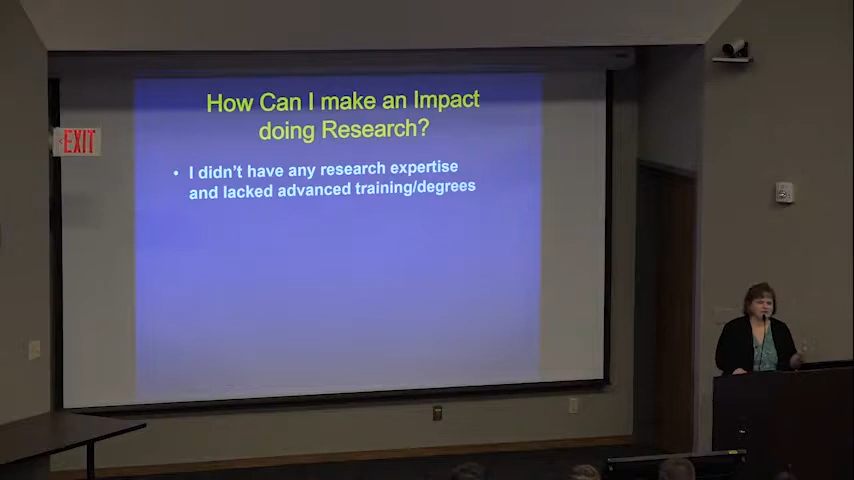 How Can I make an Impact
doing Research?
EXIT
• I didn't have any research expertise
and lacked advanced training/degrees